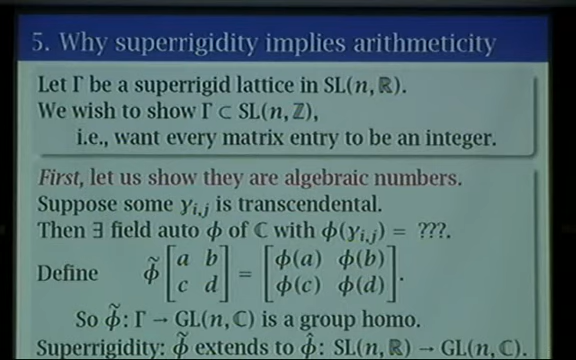 5. Why superrigidity implies arithmeticity
Let Γ be a superrigid lattice in SL(n, ℝ).
We wish to show Γ ⊂ SL(n, ℤ),
i.e., want every matrix entry to be an integer.
First, let us show they are algebraic numbers.
Suppose some γi,j is transcendental.
Then ∃ field auto ϕ of ℂ with ϕ(γi,j) = ???.
Define ϕ̃ [a b; c d] = [ϕ(a) ϕ(b); ϕ(c) ϕ(d)].
So ϕ̃: Γ → GL(n, ℂ) is a group homo.
Superrigidity: ϕ̃ extends to ϕ̂: SL(n, ℝ) → GL(n, ℂ).